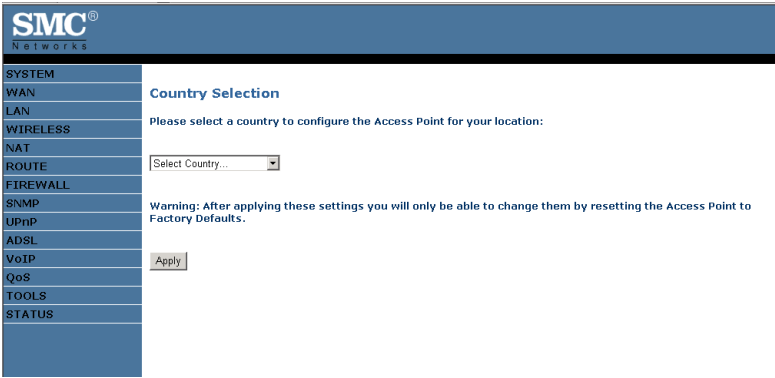 SMC®
Networks
SYSTEM
WAN
LAN
WIRELESS
NAT
ROUTE
FIREWALL
SNMP
UPnP
ADSL
VoIP
QoS
TOOLS
STATUS
Country Selection
Please select a country to configure the Access Point for your location:
Select Country...
Warning: After applying these settings you will only be able to change them by resetting the Access Point to
Factory Defaults.
Apply